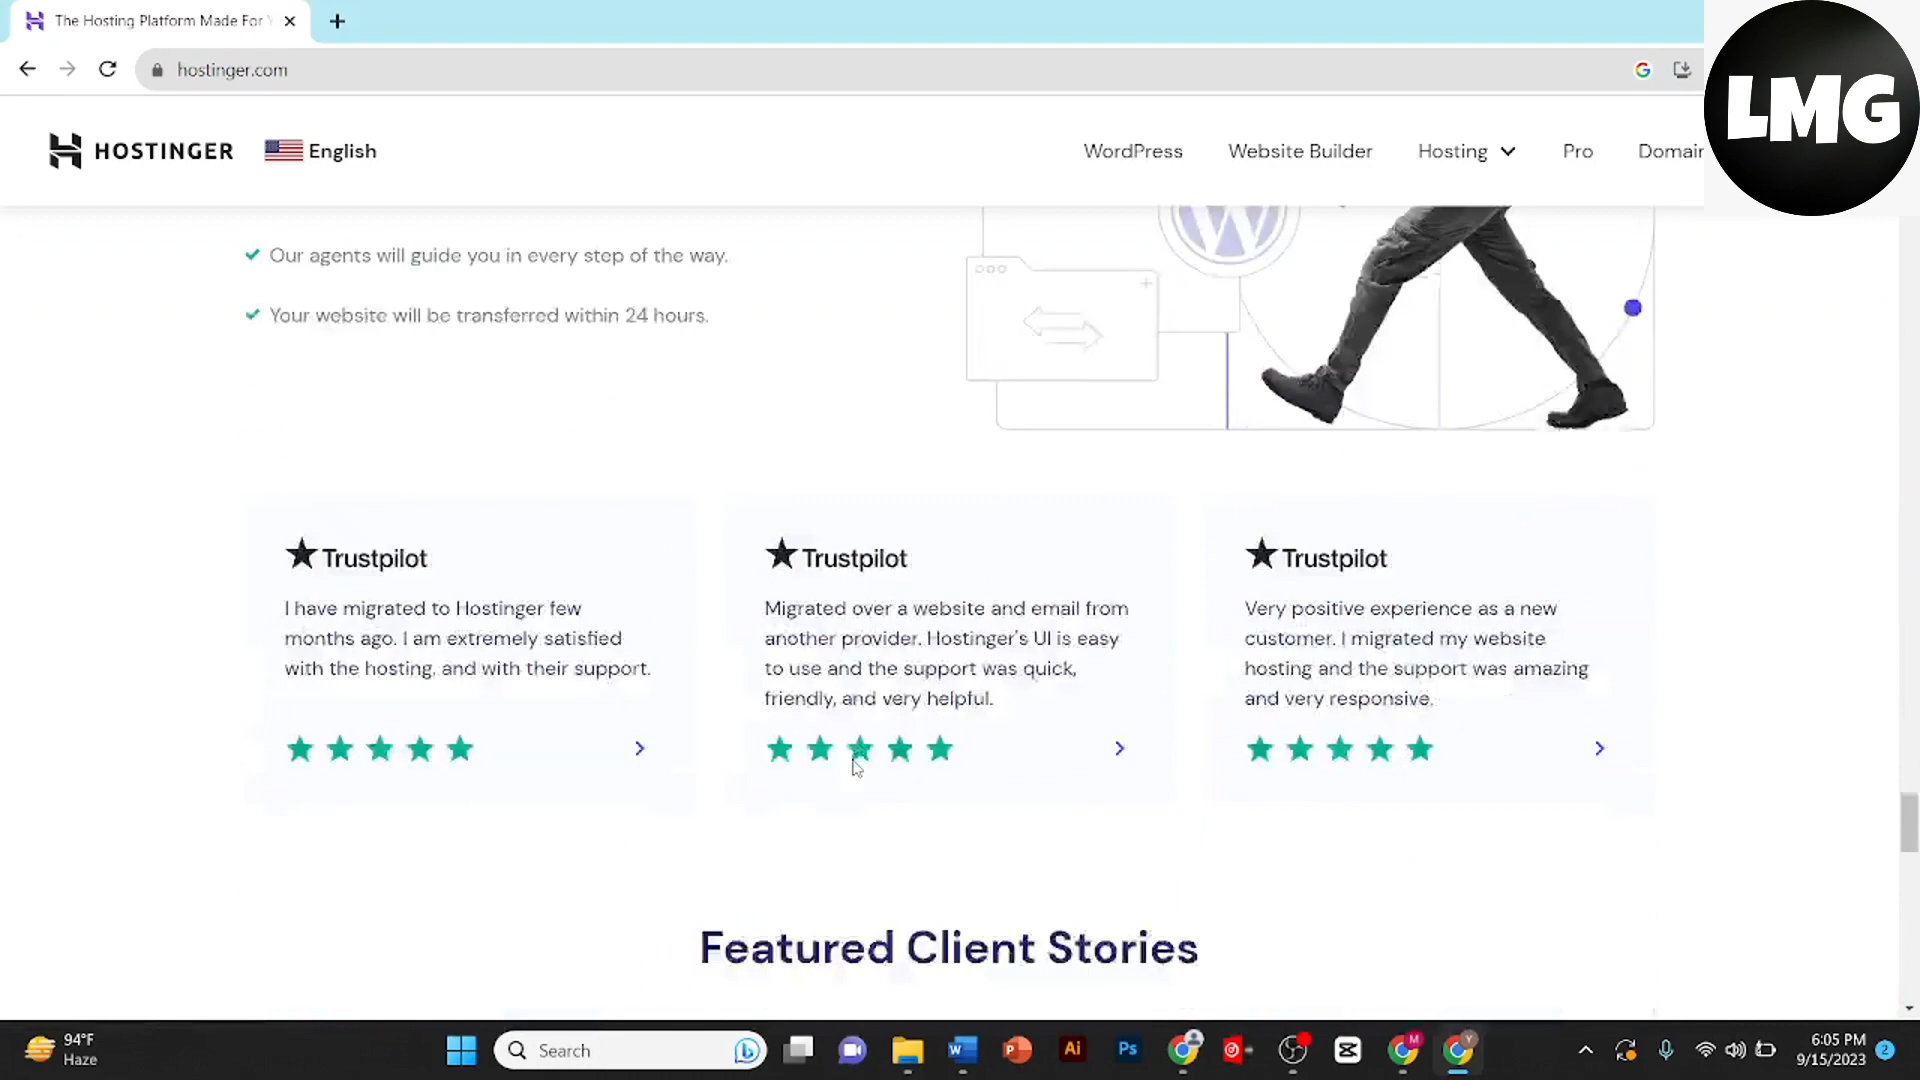 The Hosting Platform Made For Y
hostinger.com
LMG
HOSTINGER
English
WordPress
Website Builder
Hosting
Pro
Domain
Our agents will guide you in every step of the way.
Your website will be transferred within 24 hours.
Trustpilot
I have migrated to Hostinger few
months ago. I am extremely satisfied
with the hosting, and with their support.
Trustpilot
Migrated over a website and email from
another provider. Hostinger's UI is easy
to use and the support was quick,
friendly, and very helpful.
Trustpilot
Very positive experience as a new
customer. I migrated my website
hosting and the support was amazing
and very responsive.
Featured Client Stories
94°F
Haze
Search
Ai
Ps
M
Y
6:05 PM
9/15/2023
2